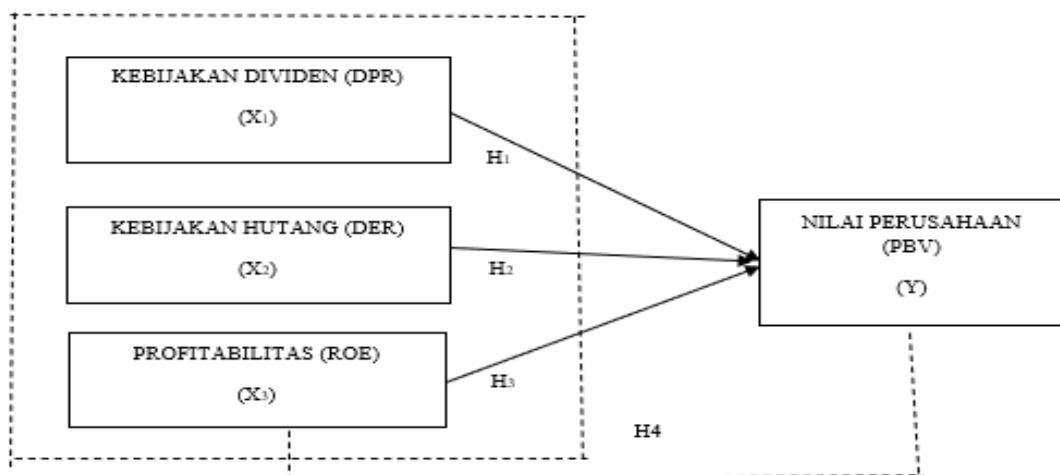 KEBIJAKAN DIVIDEN (DPR)
(X1)
H1
KEBIJAKAN HUTANG (DER)
(X2)
H2
PROFITABILITAS (ROE)
(X3)
H3
NILAI PERUSAHAAN
(PBV)
(Y)
H4